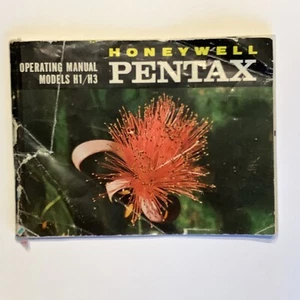 HONEYWELL
OPERATING MANUAL
MODELS H1/H3
PENTAX